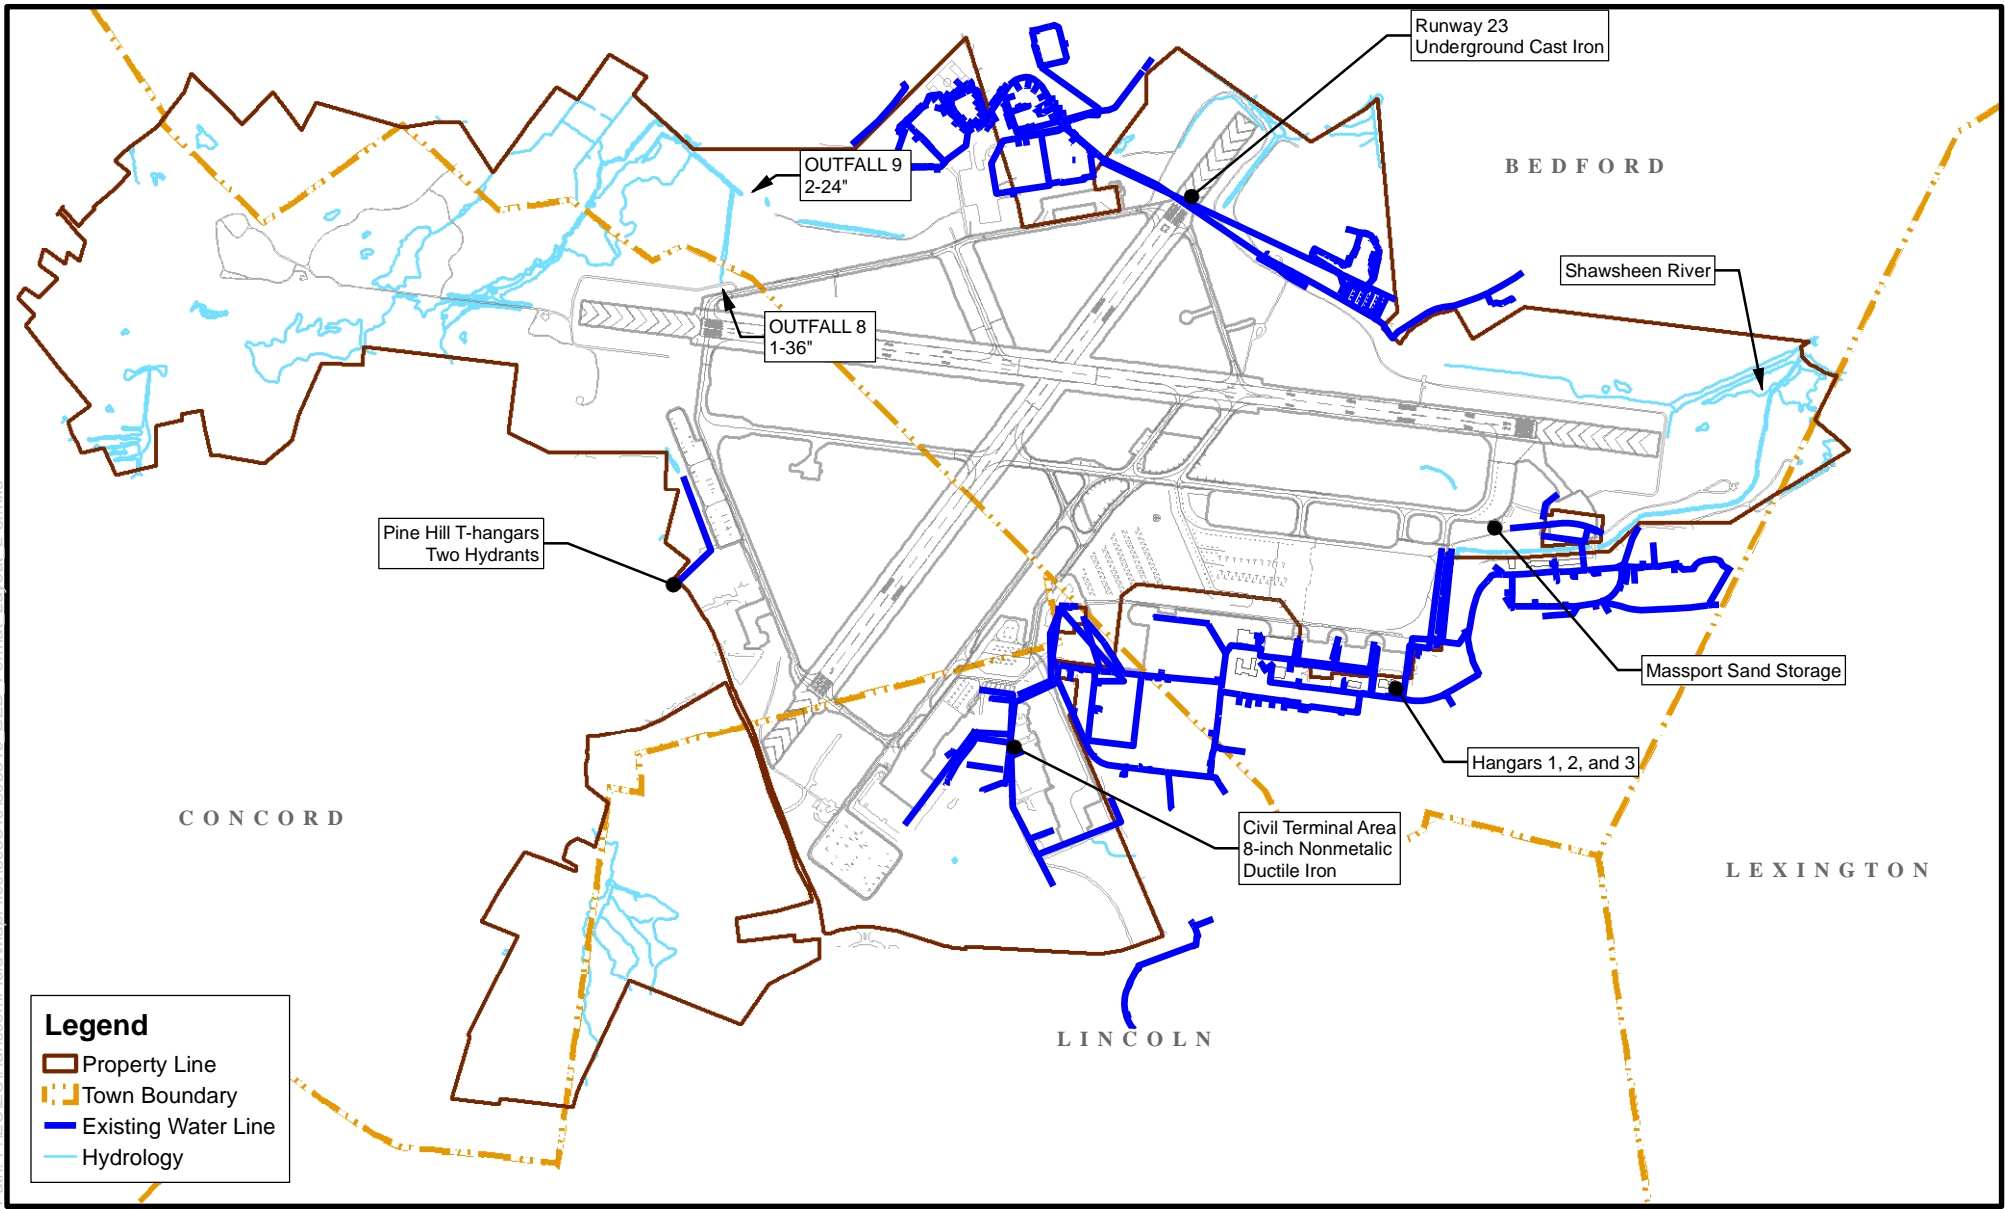 Runway 23
Underground Cast Iron
BEDFORD
OUTFALL 9
2-24"
Shawsheen River
OUTFALL 8
1-36"
Pine Hill T-hangars
Two Hydrants
Massport Sand Storage
Hangars 1, 2, and 3
CONCORD
Civil Terminal Area
8-inch Nonmetalic
Ductile Iron
LEXINGTON
LINCOLN
Legend
Property Line
Town Boundary
Existing Water Line
Hydrology